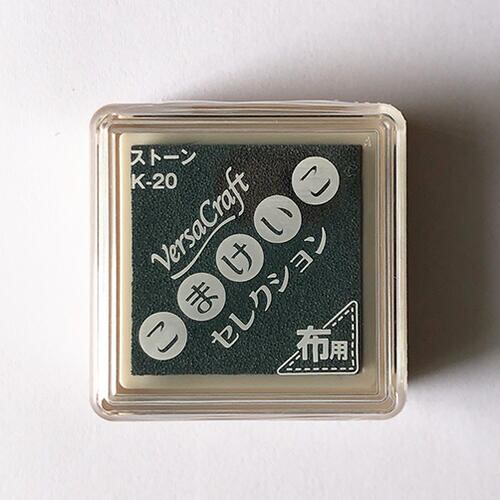 ストーン
K-20
VersaCraft
こまけいこ
セレクション
布用